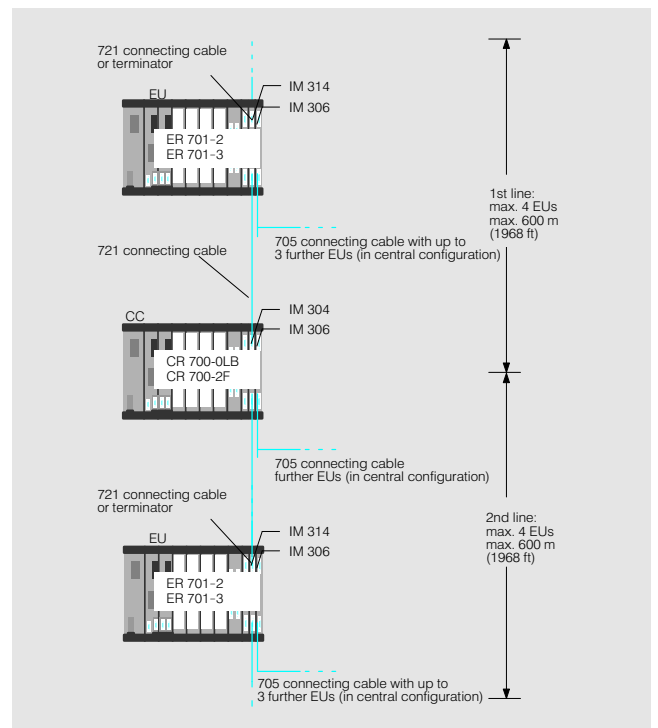 721 connecting cable
or terminator
EU
IM 314
IM 306
ER 701-2
ER 701-3
1st line:
max. 4 EUs
max. 600 m
(1968 ft)
705 connecting cable with up to
3 further EUs (in central configuration)
721 connecting cable
CC
IM 304
IM 306
CR 700-0LB
CR 700-2F
705 connecting cable
further EUs (in central configuration)
721 connecting cable
or terminator
EU
IM 314
IM 306
ER 701-2
ER 701-3
2nd line:
max. 4 EUs
max. 600 m
(1968 ft)
705 connecting cable with up to
3 further EUs (in central configuration)